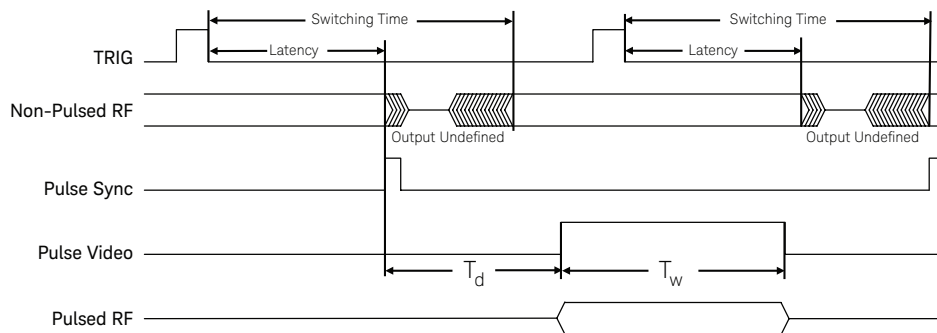 Switching Time
Switching Time
TRIG
Latency
Latency
Non-Pulsed RF
Output Undefined
Output Undefined
Pulse Sync
Pulse Video
Td
Tw
Pulsed RF